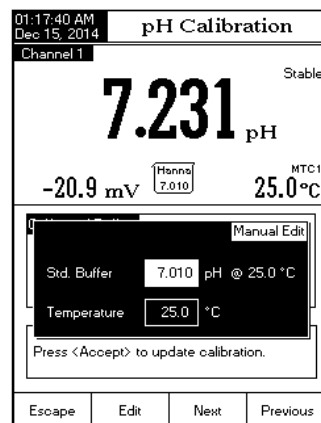 01:17:40 AM
Dec 15, 2014
pH Calibration
Channel 1
Stable
7.231 pH
-20.9 mV
Hanna
7.010
MTC1
25.0°C
Manual Edit
Std. Buffer 7.010 pH @ 25.0 °C
Temperature 25.0 °C
Press <Accept> to update calibration.
Escape Edit Next Previous